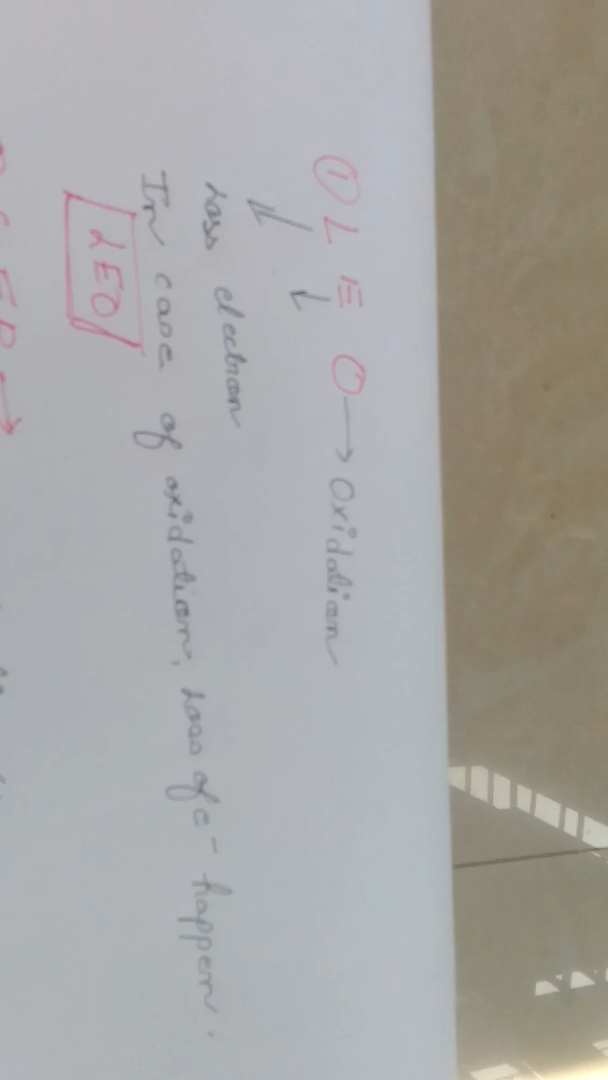 ① L E O → Oxidation
Loss electron
In case of oxidation, Loss of e- happen.
LEO